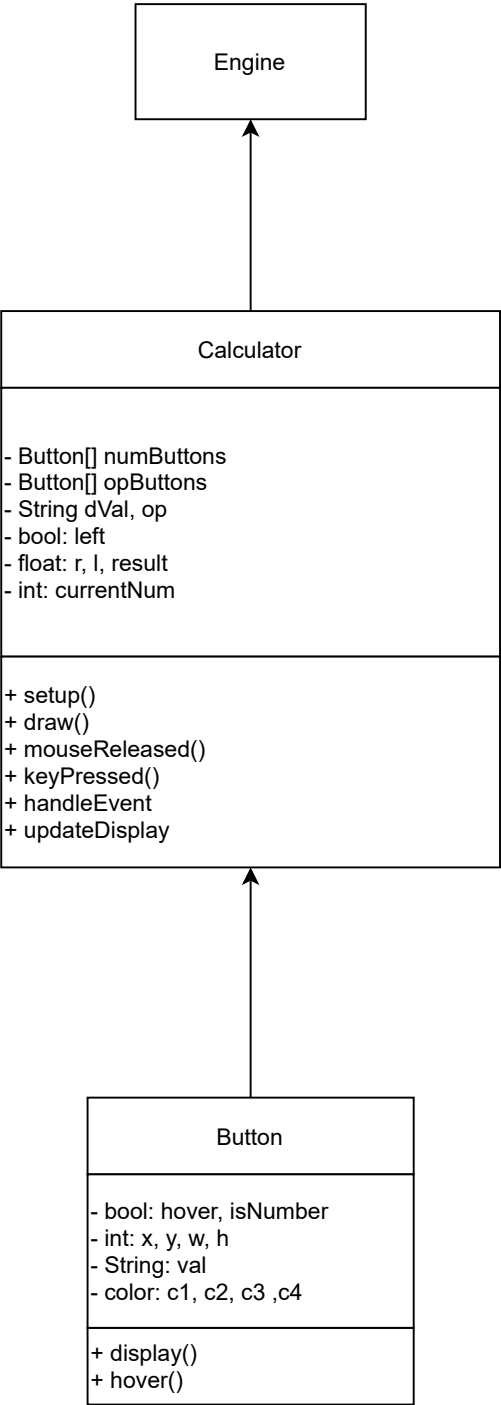 Engine
Calculator
- Button[] numButtons
- Button[] opButtons
- String dVal, op
- bool: left
- float: r, l, result
- int: currentNum
+ setup()
+ draw()
+ mouseReleased()
+ keyPressed()
+ handleEvent
+ updateDisplay
Button
- bool: hover, isNumber
- int: x, y, w, h
- String: val
- color: c1, c2, c3 ,c4
+ display()
+ hover()